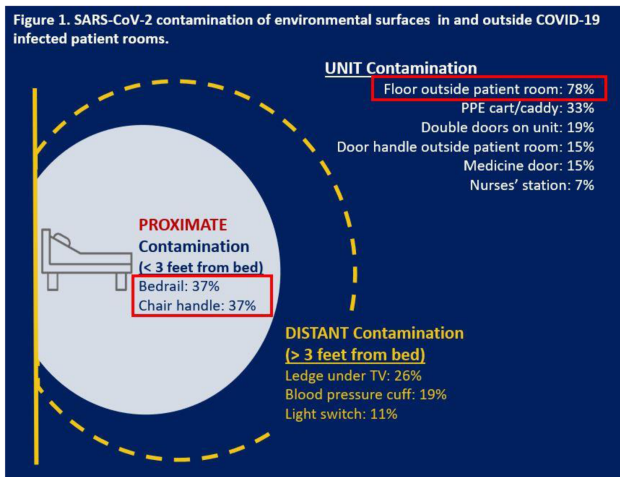 Figure 1. SARS-CoV-2 contamination of environmental surfaces in and outside COVID-19
infected patient rooms.
UNIT Contamination
Floor outside patient room: 78%
PPE cart/caddy: 33%
Double doors on unit: 19%
Door handle outside patient room: 15%
Medicine door: 15%
Nurses' station: 7%
PROXIMATE
Contamination
(< 3 feet from bed)
Bedrail: 37%
Chair handle: 37%
DISTANT Contamination
(> 3 feet from bed)
Ledge under TV: 26%
Blood pressure cuff: 19%
Light switch: 11%